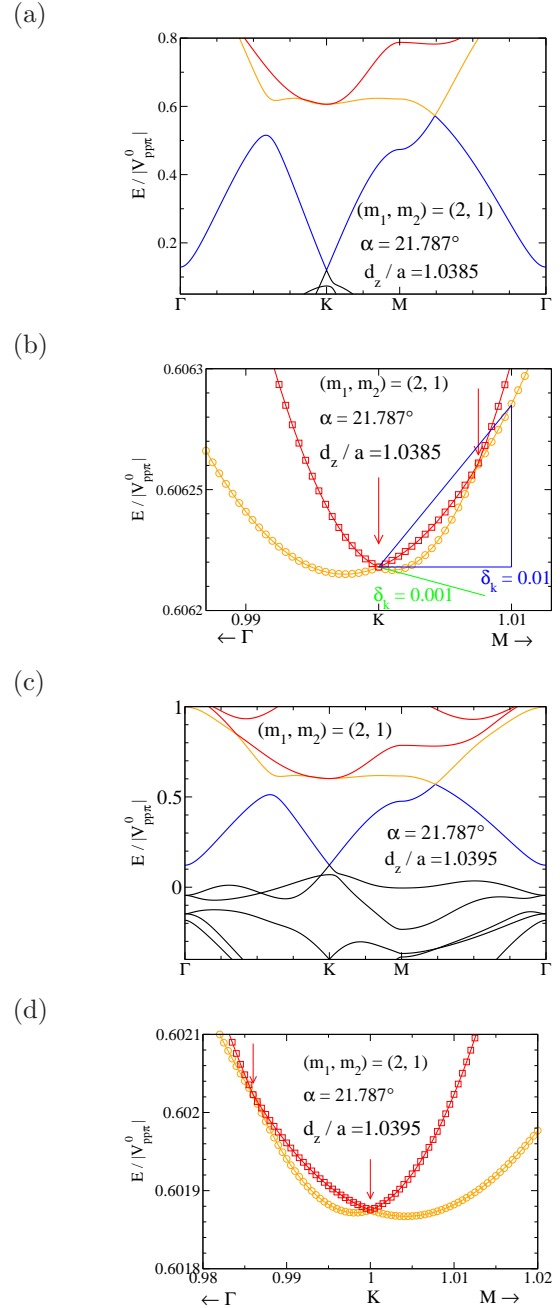 (a)
0.8
0.6
0.4
0.2
E / |V⁰ppπ|
(m₁, m₂) = (2, 1)
α = 21.787°
d_z / a = 1.0385
Γ K M Γ
(b)
0.6063
0.60625
0.6062
E / |V⁰ppπ|
(m₁, m₂) = (2, 1)
α = 21.787°
d_z / a = 1.0385
δ_k = 0.01
δ_k = 0.001
0.99 K 1.01
← Γ M →
(c)
1
0.5
0
E / |V⁰ppπ|
(m₁, m₂) = (2, 1)
α = 21.787°
d_z / a = 1.0395
Γ K M Γ
(d)
0.6021
0.602
0.6019
0.6018
E / |V⁰ppπ|
(m₁, m₂) = (2, 1)
α = 21.787°
d_z / a = 1.0395
0.98 0.99 1 1.01 1.02
← Γ K M →